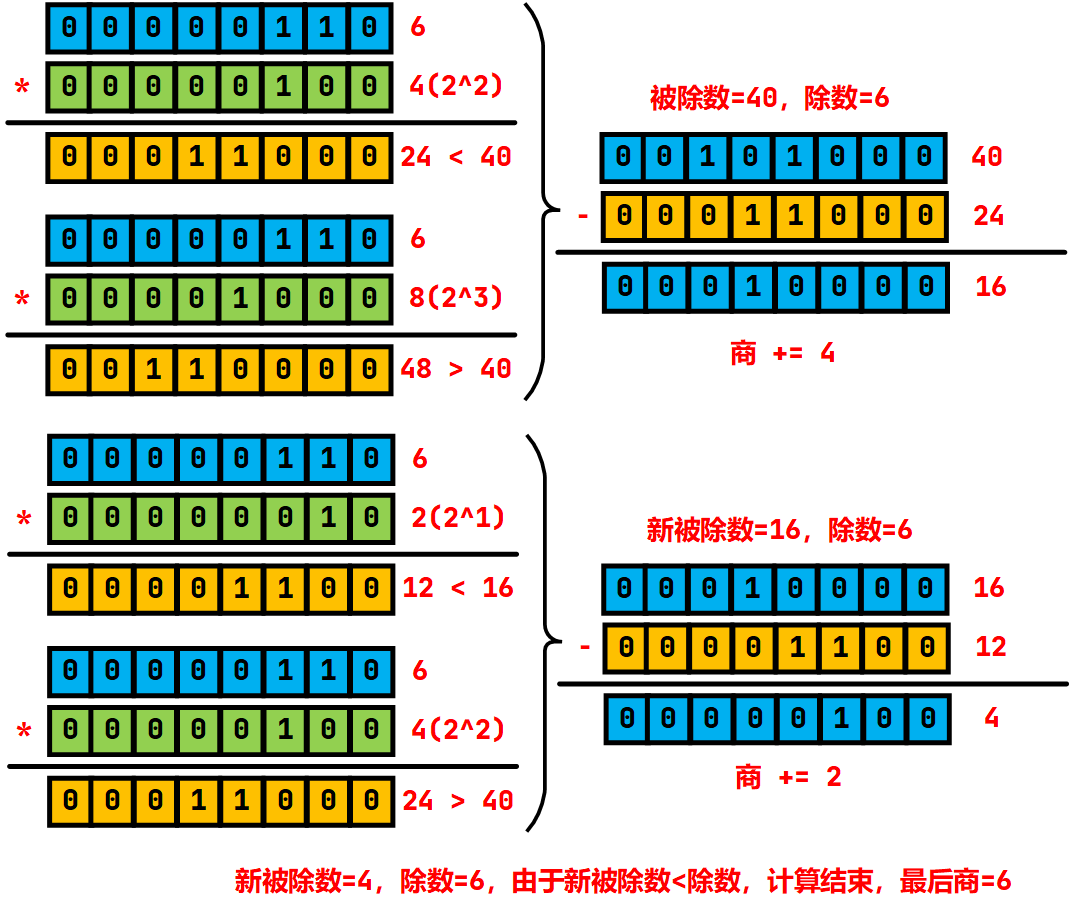 0 0 0 0 0 1 1 0 6
* 0 0 0 0 0 1 0 0 4(2^2)
0 0 0 1 1 0 0 0 24 < 40
0 0 0 0 0 1 1 0 6
* 0 0 0 0 1 0 0 0 8(2^3)
0 0 1 1 0 0 0 0 48 > 40
被除数=40，除数=6
0 0 1 0 1 0 0 0 40
- 0 0 0 1 1 0 0 0 24
0 0 0 1 0 0 0 0 16
商 += 4
0 0 0 0 0 1 1 0 6
* 0 0 0 0 0 0 1 0 2(2^1)
0 0 0 0 1 1 0 0 12 < 16
0 0 0 0 0 1 1 0 6
* 0 0 0 0 0 1 0 0 4(2^2)
0 0 0 1 1 0 0 0 24 > 40
新被除数=16，除数=6
0 0 0 1 0 0 0 0 16
- 0 0 0 0 1 1 0 0 12
0 0 0 0 0 1 0 0 4
商 += 2
新被除数=4，除数=6，由于新被除数<除数，计算结束，最后商=6